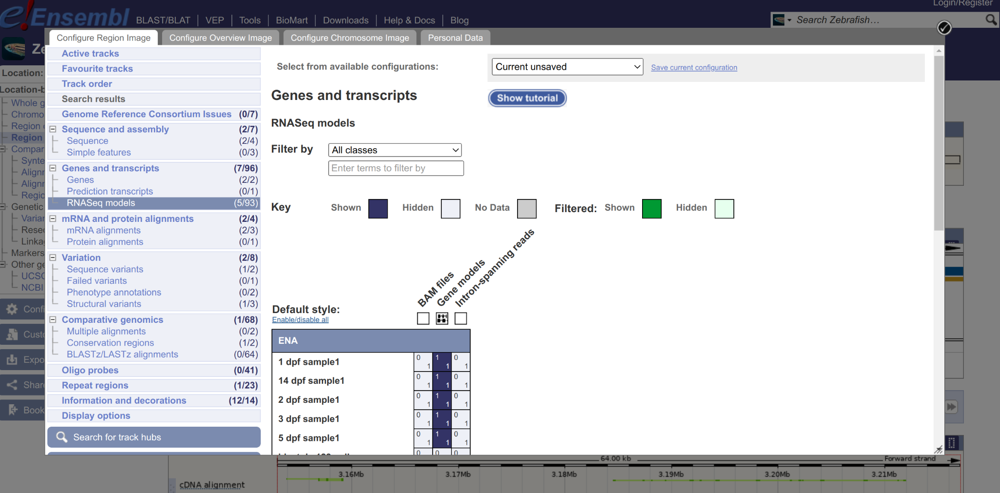 Login/Register
e!Ensembl BLAST/BLAT VEP Tools BioMart Downloads Help & Docs Blog
Search Zebrafish…
Configure Region Image Configure Overview Image Configure Chromosome Image Personal Data
Location:
Whole
Chromo
Region
Region
Compar
Synte
Genetic
Varia
Rese
Linka
Markers
Other ge
UCSC
NCBI
Conf
Custo
Expo
Share
Book
Active tracks
Favourite tracks
Track order
Search results
Genome Reference Consortium Issues (0/7)
Sequence and assembly (2/7)
Sequence (2/4)
Simple features (0/3)
Genes and transcripts (7/96)
Genes (2/2)
Prediction transcripts (0/1)
RNASeq models (5/93)
mRNA and protein alignments (2/4)
mRNA alignments (2/3)
Protein alignments (0/1)
Variation (2/8)
Sequence variants (1/2)
Failed variants (0/1)
Phenotype annotations (0/2)
Structural variants (1/3)
Comparative genomics (1/68)
Multiple alignments (0/2)
Conservation regions (1/2)
BLASTz/LASTz alignments (0/64)
Oligo probes (0/41)
Repeat regions (1/23)
Information and decorations (12/14)
Display options
Search for track hubs
Select from available configurations:
Current unsaved
Save current configuration
Genes and transcripts
Show tutorial
RNASeq models
Filter by
All classes
Enter terms to filter by
Key Shown Hidden No Data Filtered: Shown Hidden
BAM files
Gene models
Intron-spanning reads
Default style:
Enable/disable all
ENA
1 dpf sample1 0 1 1 1 0 1
14 dpf sample1 0 1 1 1 0 1
2 dpf sample1 0 1 1 1 0 1
3 dpf sample1 0 1 1 1 0 1
5 dpf sample1 0 1 1 1 0 1
0 0 0
64.00 kb Forward strand
3.16Mb 3.17Mb 3.18Mb 3.19Mb 3.20Mb 3.21Mb
cDNA alignment